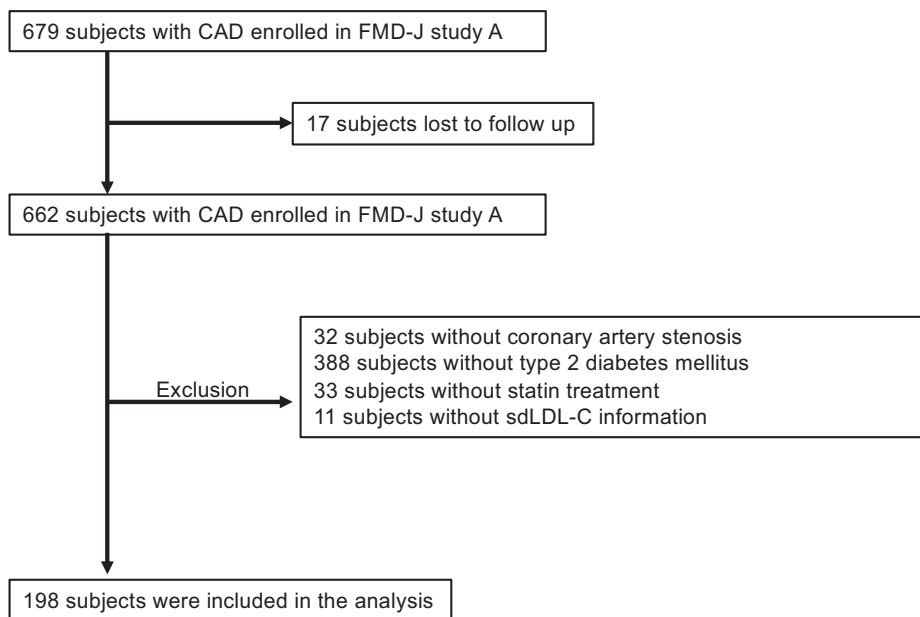 679 subjects with CAD enrolled in FMD-J study A
17 subjects lost to follow up
662 subjects with CAD enrolled in FMD-J study A
32 subjects without coronary artery stenosis
388 subjects without type 2 diabetes mellitus
33 subjects without statin treatment
11 subjects without sdLDL-C information
Exclusion
198 subjects were included in the analysis